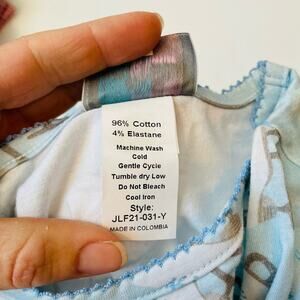 96% Cotton
4% Elastane
Machine Wash
Cold
Gentle Cycle
Tumble dry Low
Do Not Bleach
Cool Iron
Style:
JLF21-031-Y
MADE IN COLOMBIA